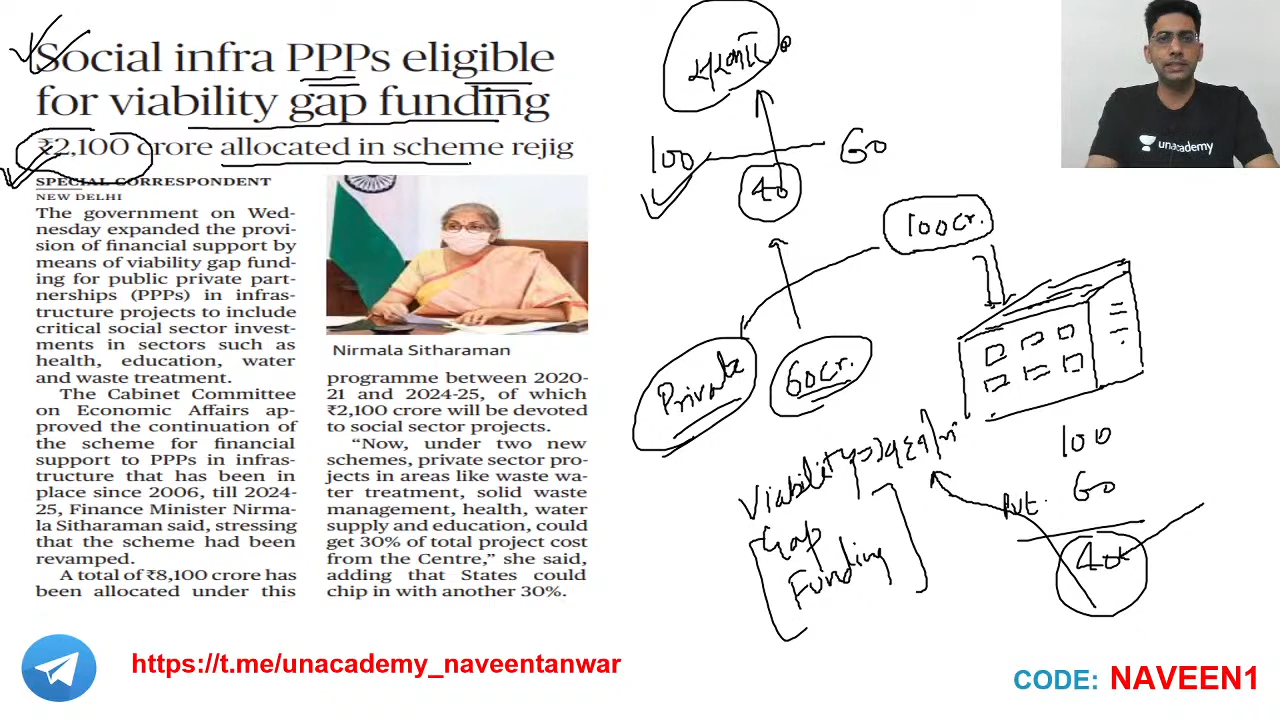 Social infra PPPs eligible
for viability gap funding
₹2,100 crore allocated in scheme rejig
SPECIAL CORRESPONDENT
NEW DELHI
The government on Wed-
nesday expanded the provi-
sion of financial support by
means of viability gap fund-
ing for public private part-
nerships (PPPs) in infras-
tructure projects to include
critical social sector invest-
ments in sectors such as
health, education, water
and waste treatment.
The Cabinet Committee
on Economic Affairs ap-
proved the continuation of
the scheme for financial
support to PPPs in infras-
tructure that has been in
place since 2006, till 2024-
25, Finance Minister Nirma-
la Sitharaman said, stressing
that the scheme had been
revamped.
A total of ₹8,100 crore has
been allocated under this
Nirmala Sitharaman
programme between 2020-
21 and 2024-25, of which
₹2,100 crore will be devoted
to social sector projects.
“Now, under two new
schemes, private sector pro-
jects in areas like waste wa-
ter treatment, solid waste
management, health, water
supply and education, could
get 30% of total project cost
from the Centre,” she said,
adding that States could
chip in with another 30%.
100 60
40
100 Cr.
Private 60 Cr.
Viability
Gap
Funding
100
Pvt. 60
40
unacademy
https://t.me/unacademy_naveentanwar
CODE: NAVEEN1